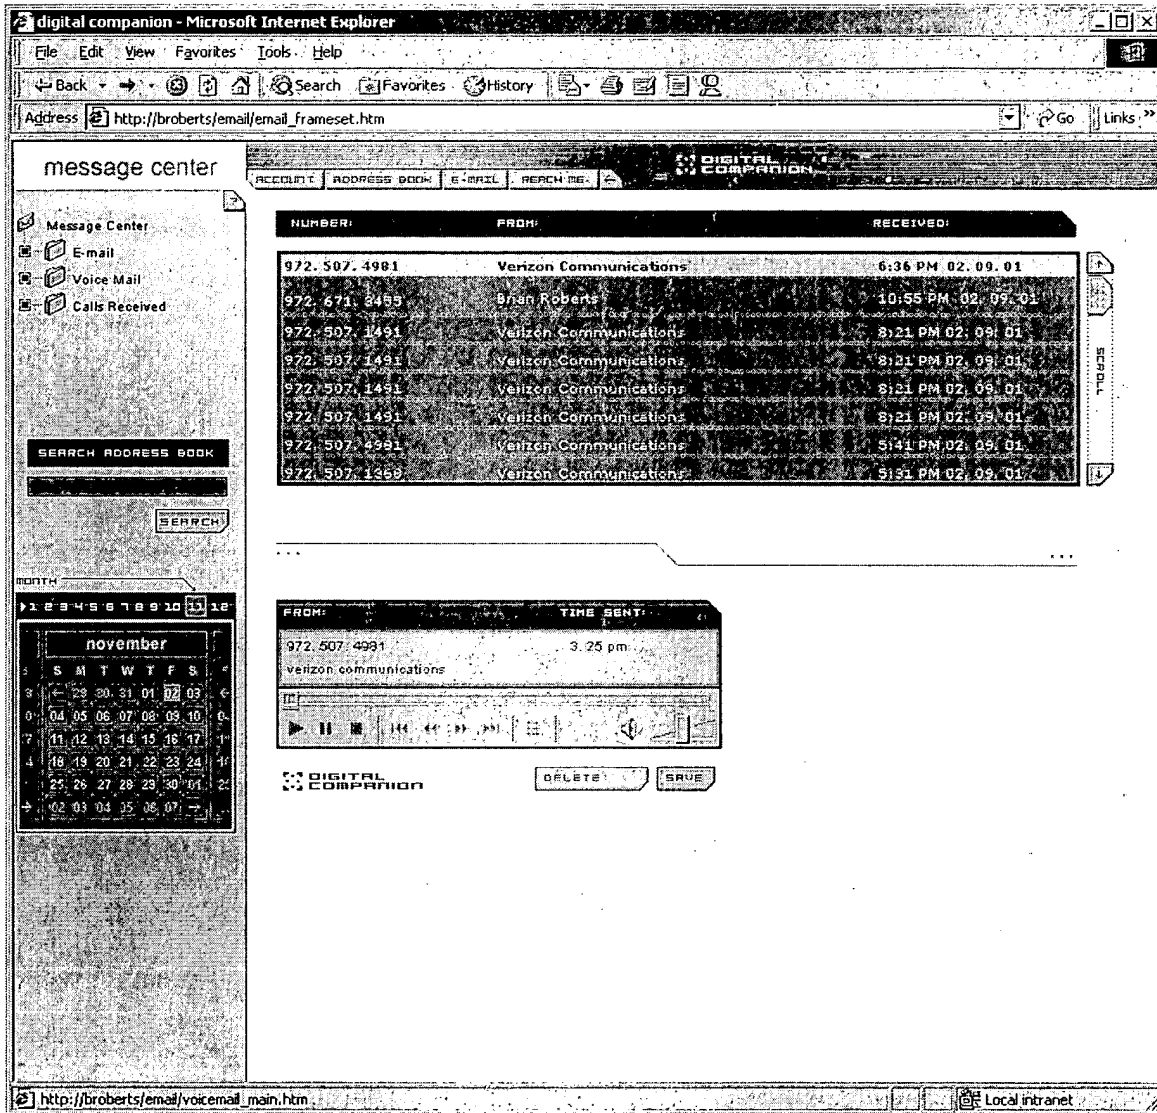 digital companion - Microsoft Internet Explorer
File Edit View Favorites Tools Help
Back Search Favorites History
Address http://broberts/email/email_frameset.htm Go Links »
message center
ACCOUNT ADDRESS BOOK E-MAIL REACH ME
DIGITAL COMPANION
Message Center
E-mail
Voice Mail
Calls Received
NUMBER: FROM: RECEIVED:
972.507.4981 Verizon Communications 6:36 PM 02.09.01
972.671.3455 Brian Roberts 10:55 PM 02.09.01
972.507.1491 Verizon Communications 8:21 PM 02.09.01
972.507.1491 Verizon Communications 8:21 PM 02.09.01
972.507.1491 Verizon Communications 8:21 PM 02.09.01
972.507.1491 Verizon Communications 8:21 PM 02.09.01
972.507.4981 Verizon Communications 5:41 PM 02.09.01
972.507.1368 Verizon Communications 5:31 PM 02.09.01
SCROLL
SEARCH ADDRESS BOOK
SEARCH
MONTH
1 2 3 4 5 6 7 8 9 10 11 12
november
S M T W T F S
29 30 31 01 02 03
04 05 06 07 08 09 10
11 12 13 14 15 16 17
18 19 20 21 22 23 24
25 26 27 28 29 30 01
02 03 04 05 06 07
...
...
FROM: TIME SENT:
972.507.4981 3.25 pm
verizon communications
DIGITAL COMPANION
DELETE SAVE
http://broberts/email/voicemail_main.htm Local intranet